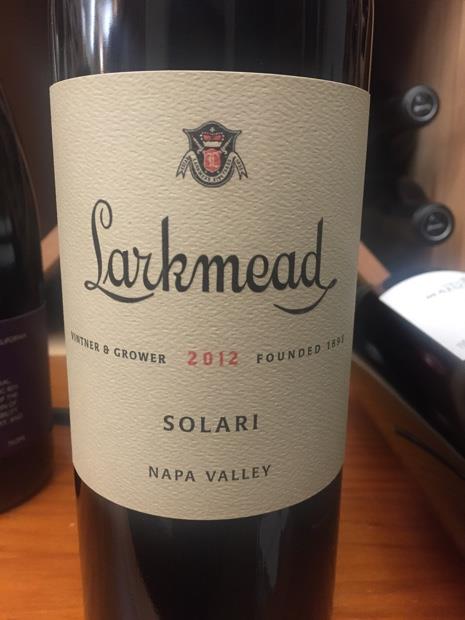 Larkmead
VINTNER & GROWER 2012 FOUNDED 1895
SOLARI
NAPA VALLEY